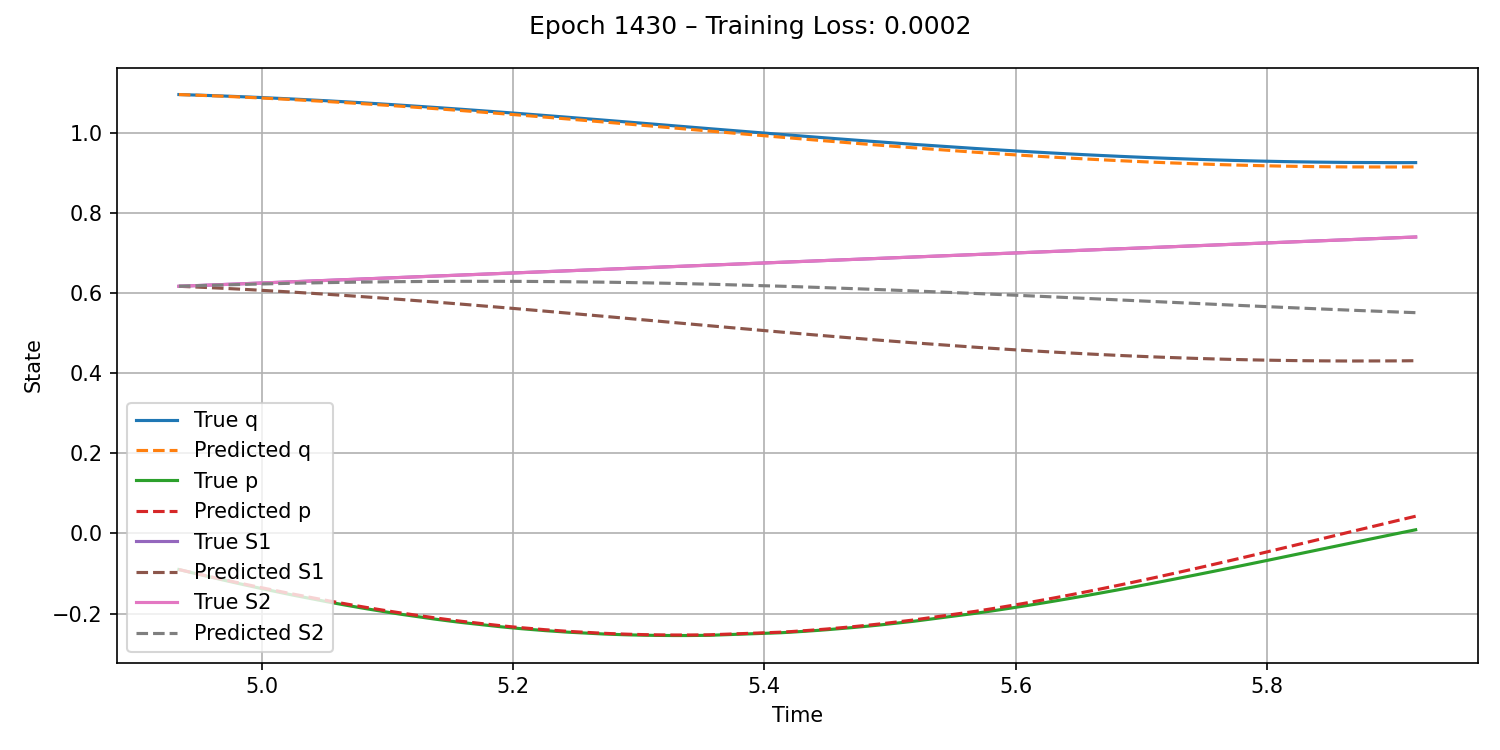 Epoch 1430 – Training Loss: 0.0002
State
1.0
0.8
0.6
0.4
0.2
0.0
−0.2
True q
Predicted q
True p
Predicted p
True S1
Predicted S1
True S2
Predicted S2
5.0 5.2 5.4 5.6 5.8
Time